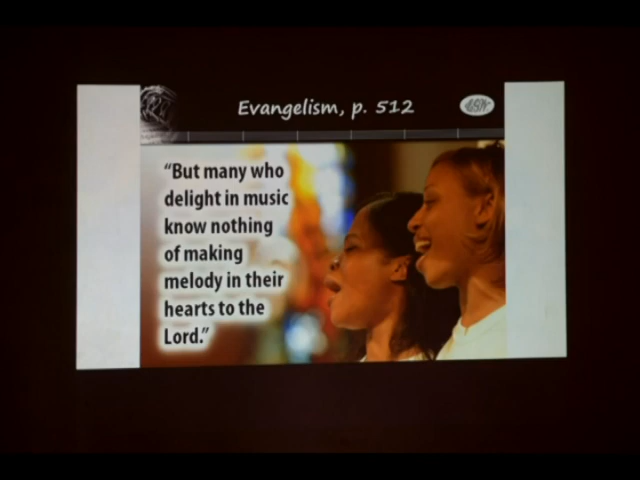 Evangelism, p. 512
“But many who
delight in music
know nothing
of making
melody in their
hearts to the
Lord.”